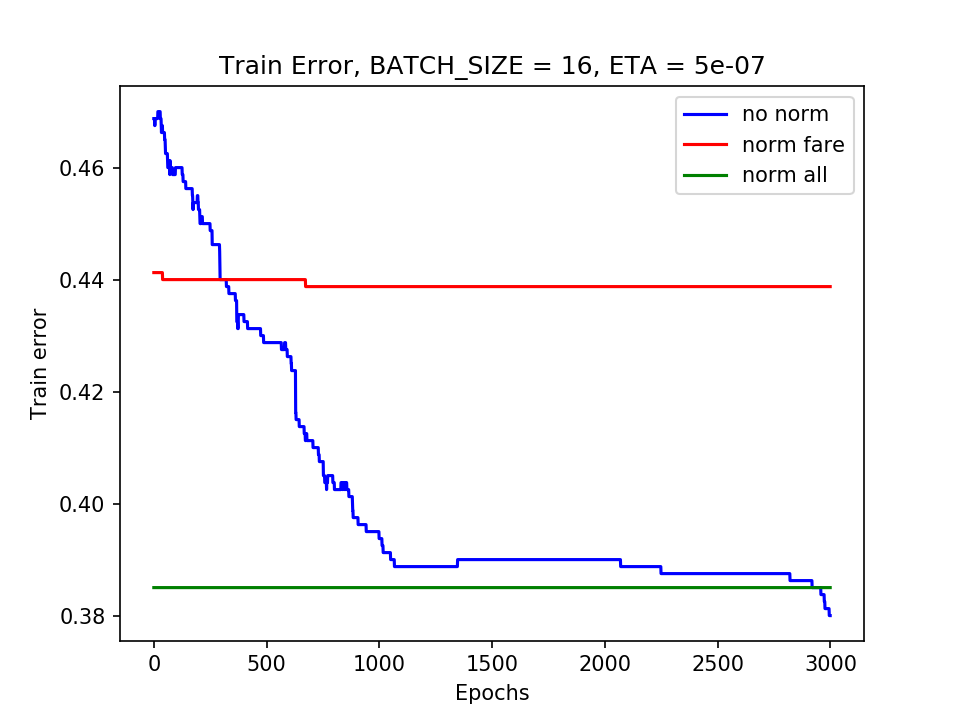 Train Error, BATCH_SIZE = 16, ETA = 5e-07
no norm
norm fare
norm all
0.46
0.44
0.42
0.40
0.38
Train error
0 500 1000 1500 2000 2500 3000
Epochs